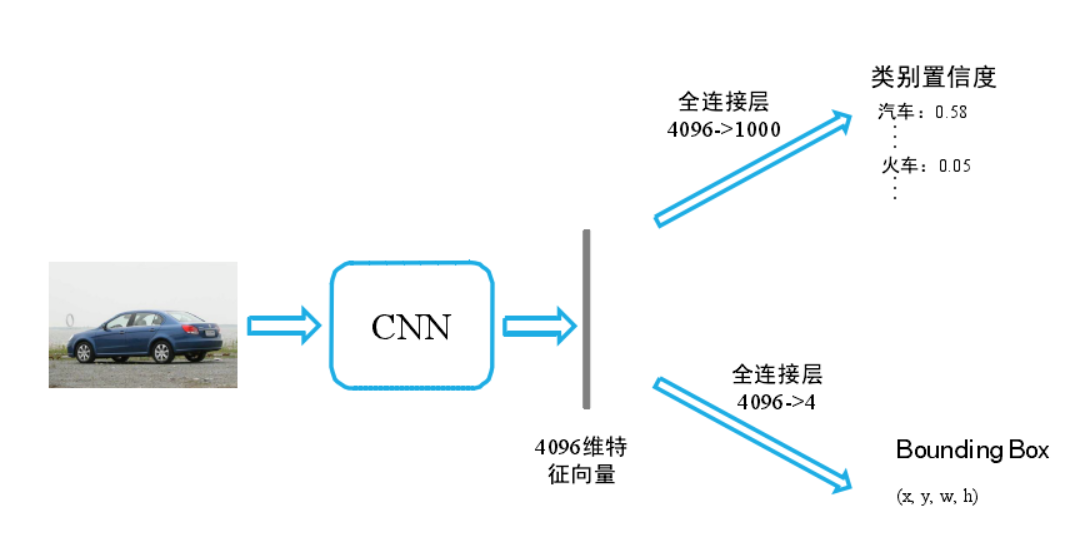 类别置信度
汽车：0.58
火车：0.05
全连接层
4096->1000
CNN
4096维特
征向量
全连接层
4096->4
Bounding Box
(x, y, w, h)